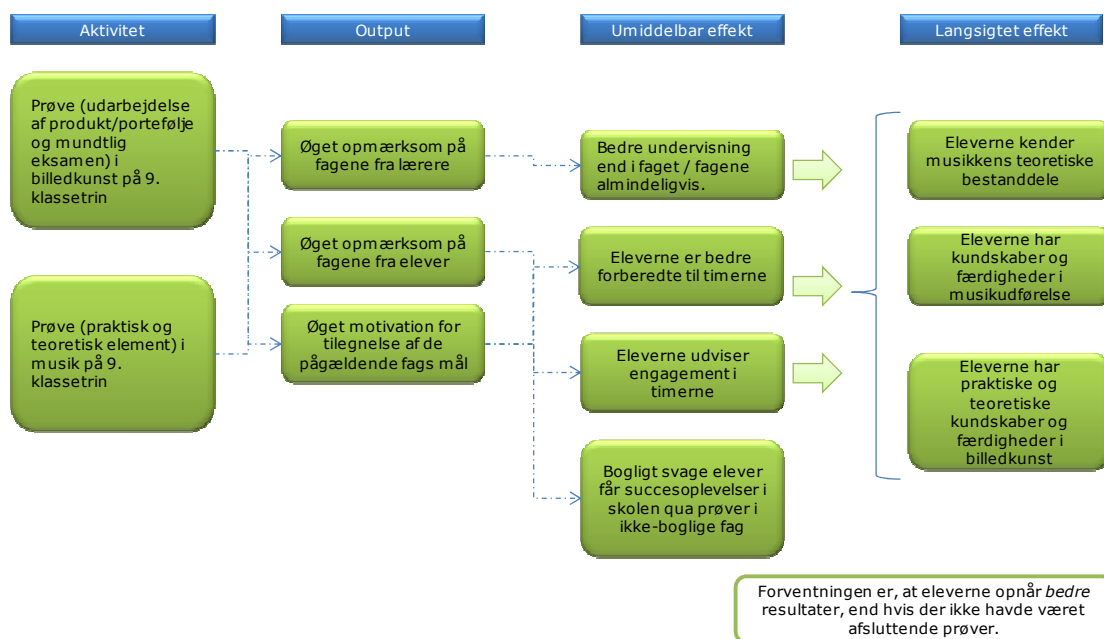 Aktivitet
Output
Umiddelbar effekt
Langsigtet effekt
Prøve (udarbejdelse
af produkt/portefølje
og mundtlig
eksamen) i
billedkunst på 9.
klassetrin
Prøve (praktisk og
teoretisk element) i
musik på 9.
klassetrin
Øget opmærksom på
fagene fra lærere
Øget opmærksom på
fagene fra elever
Øget motivation for
tilegnelse af de
pågældende fags mål
Bedre undervisning
end i faget / fagene
almindeligvis.
Eleverne er bedre
forberedte til timerne
Eleverne udviser
engagement i
timerne
Bogligt svage elever
får succesoplevelser i
skolen qua prøver i
ikke-boglige fag
Eleverne kender
musikkens teoretiske
bestanddele
Eleverne har
kundskaber og
færdigheder i
musikudførelse
Eleverne har
praktiske og
teoretiske
kundskaber og
færdigheder i
billedkunst
Forventningen er, at eleverne opnår bedre
resultater, end hvis der ikke havde været
afsluttende prøver.